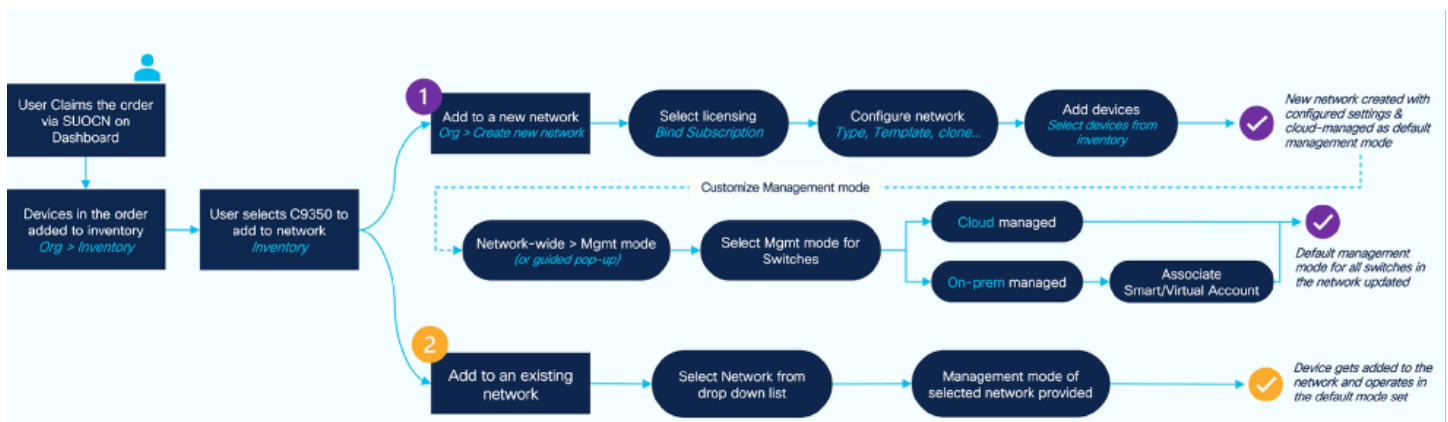 User Claims the order
via SUOCN on
Dashboard
Devices in the order
added to inventory
Org > Inventory
User selects C9350 to
add to network
Inventory
1
Add to a new network
Org > Create new network
Select licensing
Bind Subscription
Configure network
Type, Template, clone...
Add devices
Select devices from
inventory
New network created with
configured settings &
cloud-managed as default
management mode
Customize Management mode
Network-wide > Mgmt mode
(or guided pop-up)
Select Mgmt mode for
Switches
Cloud managed
On-prem managed
Associate
Smart/Virtual Account
Default management
mode for all switches in
the network updated
2
Add to an existing
network
Select Network from
drop down list
Management mode of
selected network provided
Device gets added to the
network and operates in
the default mode set